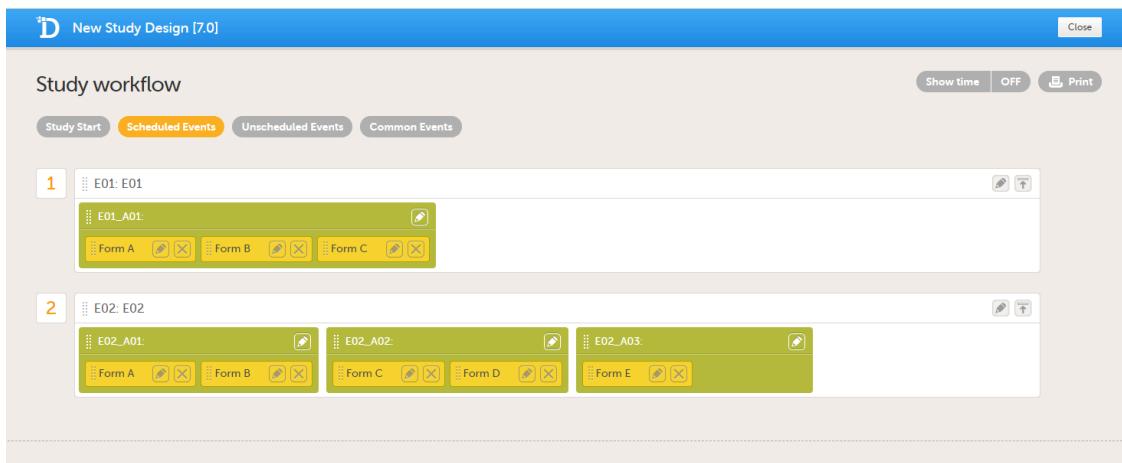 D New Study Design [7.0] Close
Study workflow Show time OFF Print
Study Start Scheduled Events Unscheduled Events Common Events
1 E01: E01
E01_A01:
Form A Form B Form C
2 E02: E02
E02_A01: E02_A02: E02_A03:
Form A Form B Form C Form D Form E